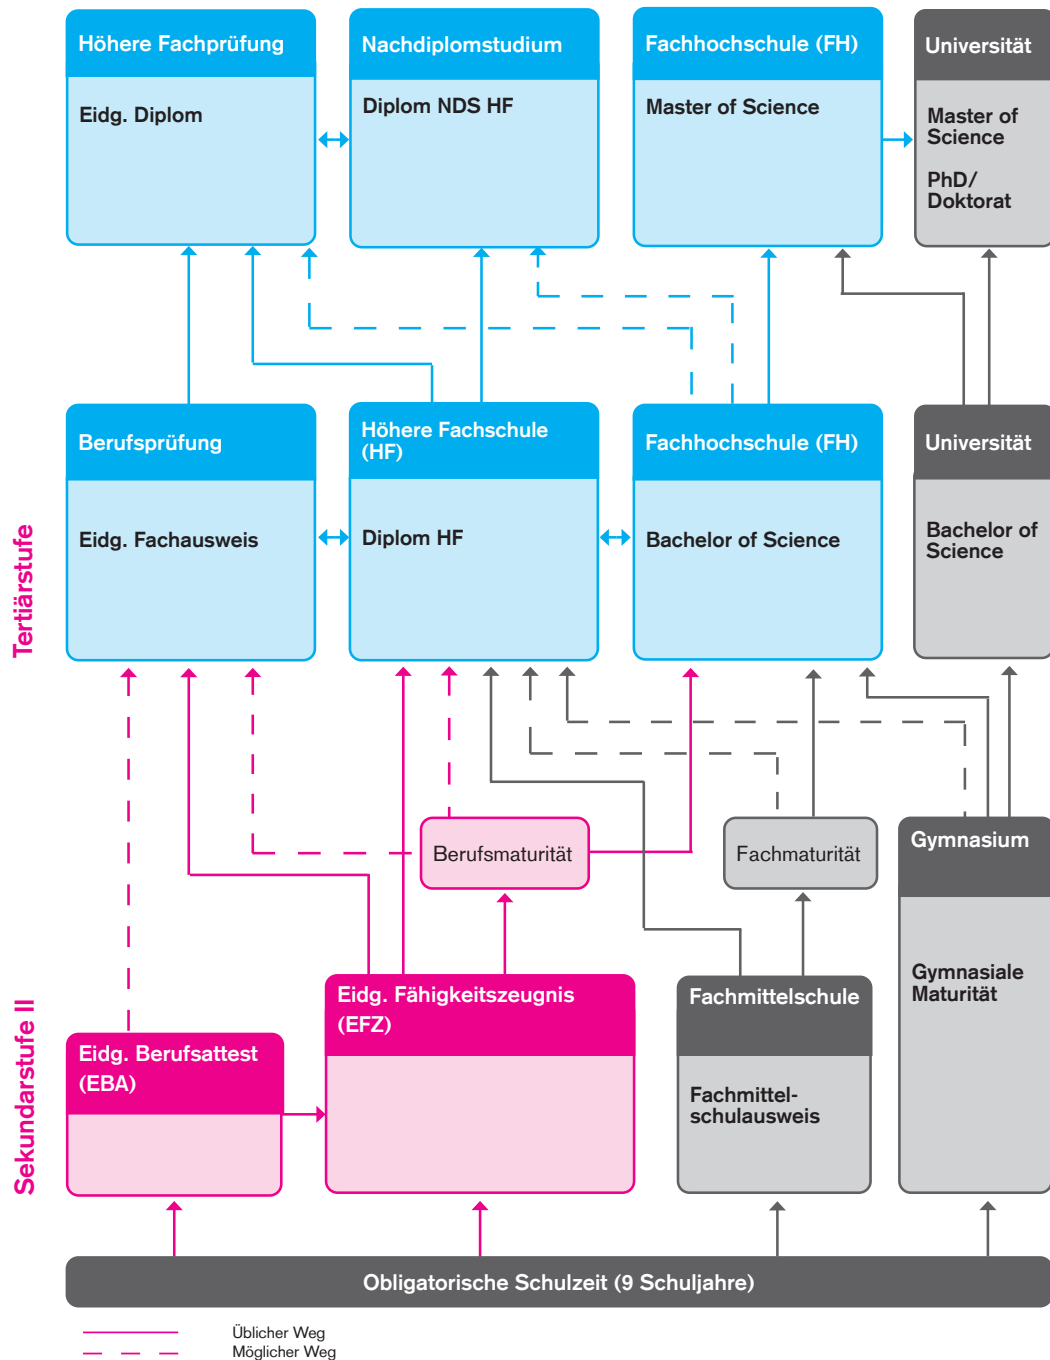 Höhere Fachprüfung
Eidg. Diplom
Nachdiplomstudium
Diplom NDS HF
Fachhochschule (FH)
Master of Science
Universität
Master of
Science
PhD/
Doktorat
Tertiärstufe
Berufsprüfung
Eidg. Fachausweis
Höhere Fachschule
(HF)
Diplom HF
Fachhochschule (FH)
Bachelor of Science
Universität
Bachelor of
Science
Berufsmaturität
Fachmaturität
Gymnasium
Gymnasiale
Maturität
Sekundarstufe II
Eidg. Berufsattest
(EBA)
Eidg. Fähigkeitszeugnis
(EFZ)
Fachmittelschule
Fachmittel-
schulausweis
Obligatorische Schulzeit (9 Schuljahre)
Üblicher Weg
Möglicher Weg